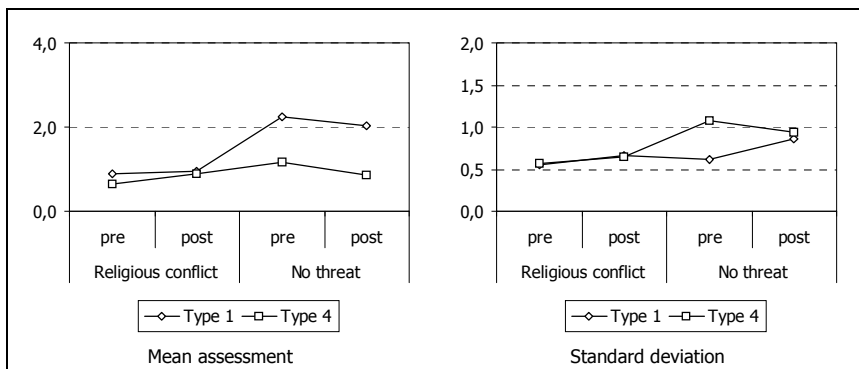 4,0
2,0
0,0
pre post pre post
Religious conflict No threat
Type 1 Type 4
Mean assessment
2,0
1,5
1,0
0,5
0,0
pre post pre post
Religious conflict No threat
Type 1 Type 4
Standard deviation